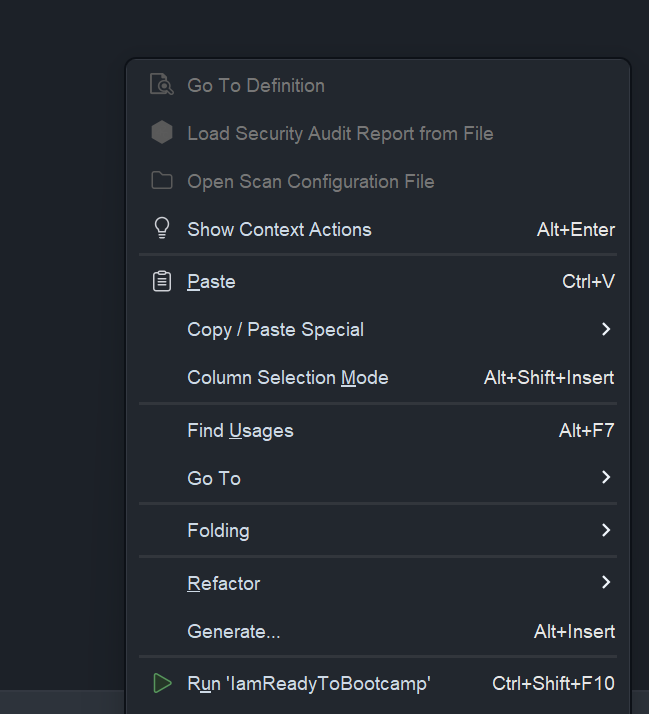 Go To Definition
Load Security Audit Report from File
Open Scan Configuration File
Show Context Actions Alt+Enter
Paste Ctrl+V
Copy / Paste Special
Column Selection Mode Alt+Shift+Insert
Find Usages Alt+F7
Go To
Folding
Refactor
Generate... Alt+Insert
Run 'IamReadyToBootcamp' Ctrl+Shift+F10